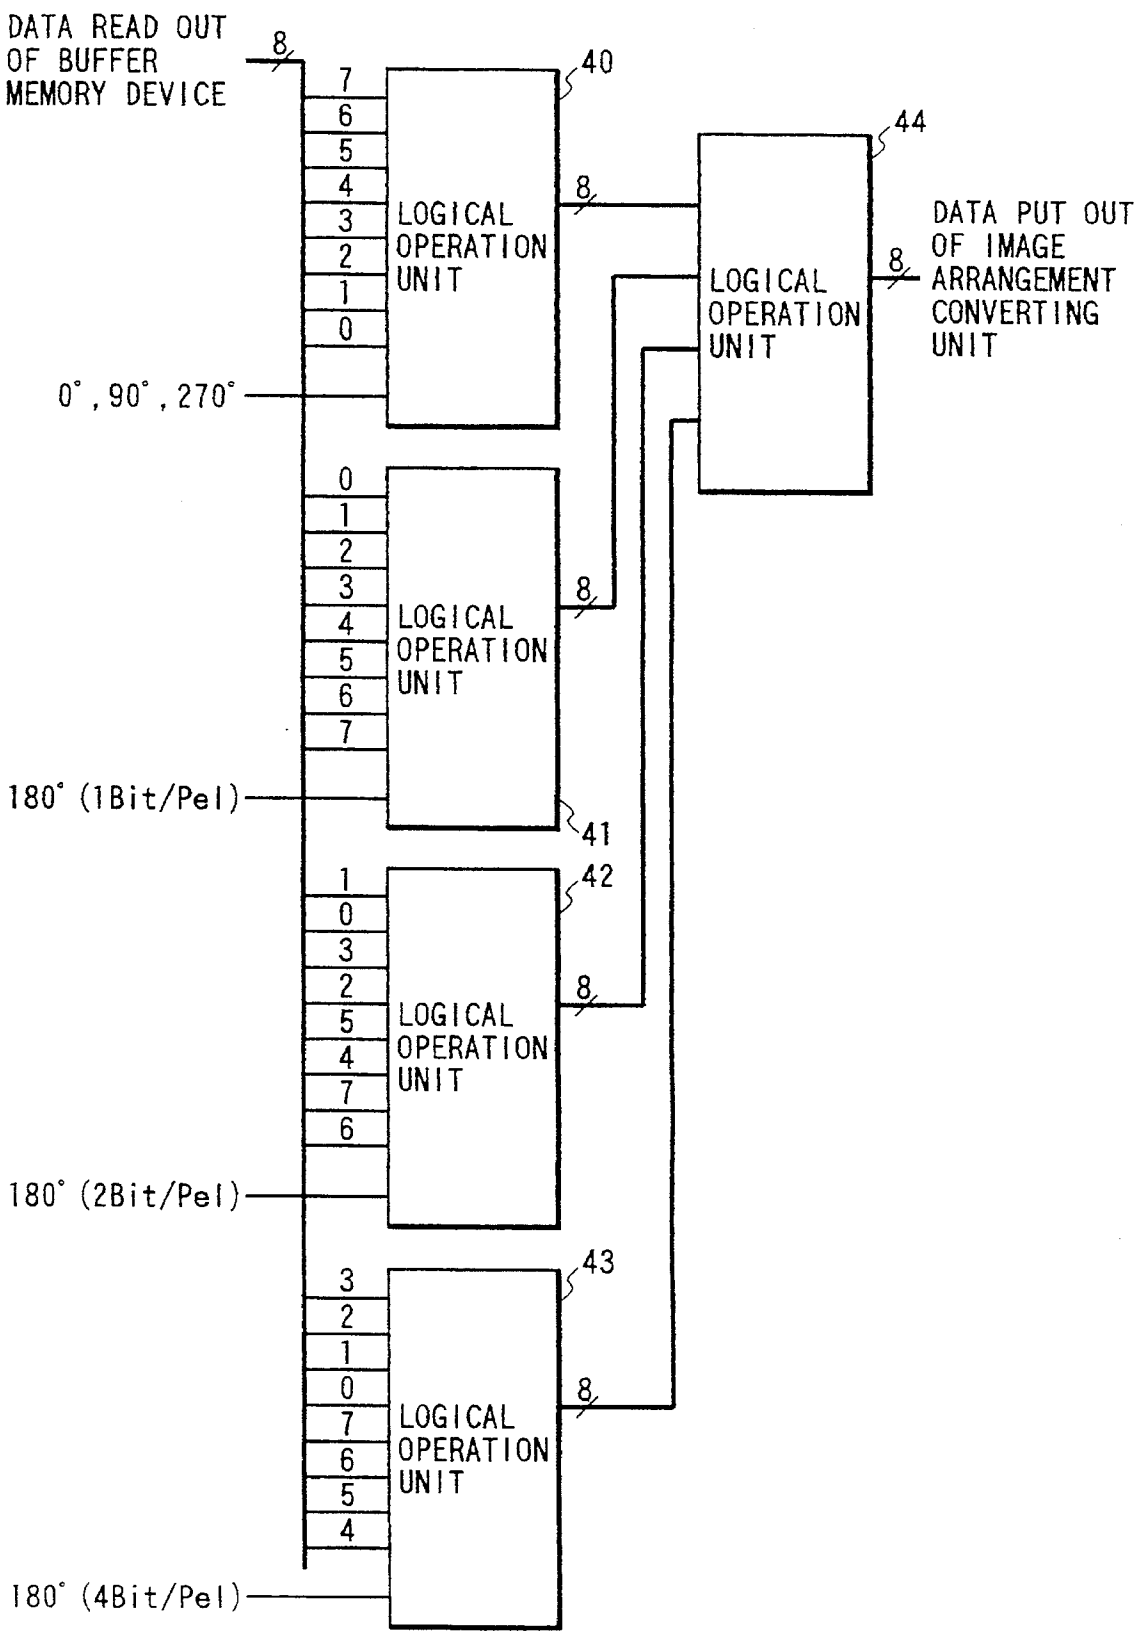 DATA READ OUT
OF BUFFER
MEMORY DEVICE
8
7
6
5
4
3
2
1
0
0°,90°,270°
LOGICAL
OPERATION
UNIT
40
8
44
LOGICAL
OPERATION
UNIT
8
DATA PUT OUT
OF IMAGE
ARRANGEMENT
CONVERTING
UNIT
0
1
2
3
4
5
6
7
180° (1Bit/Pel)
LOGICAL
OPERATION
UNIT
8
41
1
0
3
2
5
4
7
6
180° (2Bit/Pel)
LOGICAL
OPERATION
UNIT
42
8
3
2
1
0
7
6
5
4
180° (4Bit/Pel)
LOGICAL
OPERATION
UNIT
43
8